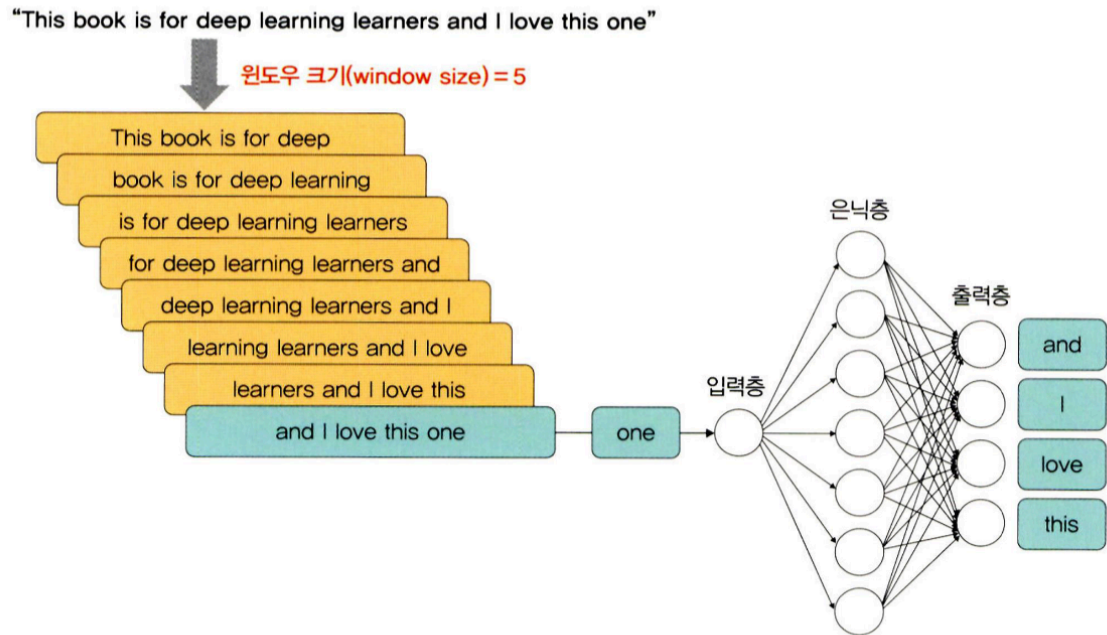 “This book is for deep learning learners and I love this one”
윈도우 크기(window size) = 5
This book is for deep
book is for deep learning
is for deep learning learners
for deep learning learners and
deep learning learners and I
learning learners and I love
learners and I love this
and I love this one
one
입력층
은닉층
출력층
and
I
love
this